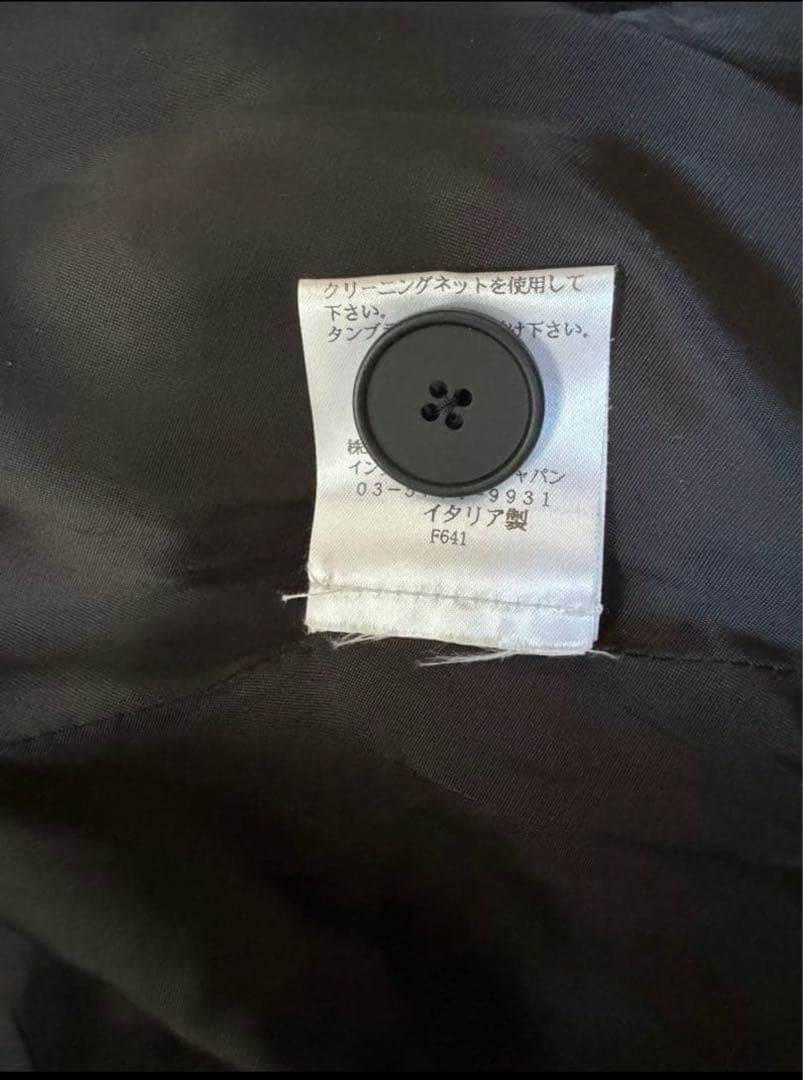 クリーニングネットを使用して
下さい。
タンブ け下さい。
株
イン ャパン
03-3 9931
イタリア製
F641